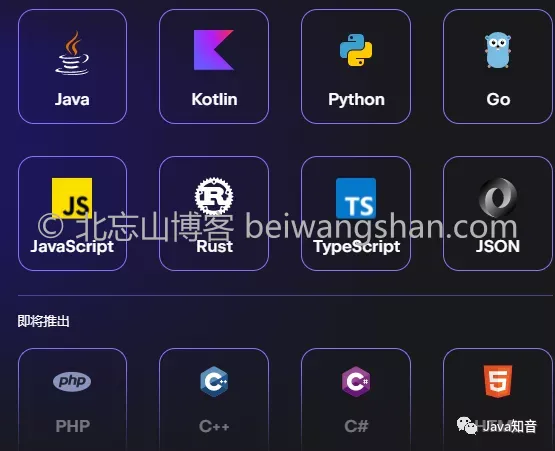 Java Kotlin Python Go
JS TS
© 北忘山博客 beiwangshan.com
JavaScript Rust TypeScript JSON
即将推出
php C++ C#
PHP C++ C# HTML
Java知音